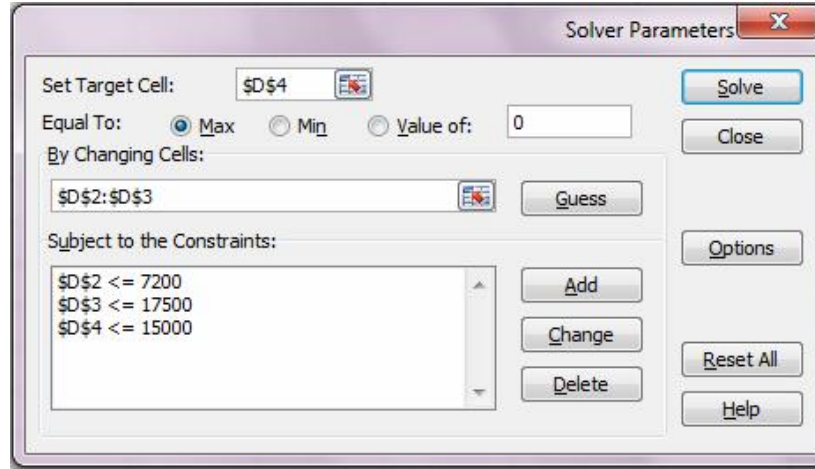 Solver Parameters
Set Target Cell: $D$4 Solve
Equal To: Max Min Value of: 0 Close
By Changing Cells:
$D$2:$D$3 Guess
Subject to the Constraints: Options
$D$2 <= 7200 Add
$D$3 <= 17500
$D$4 <= 15000 Change
Reset All
Delete
Help